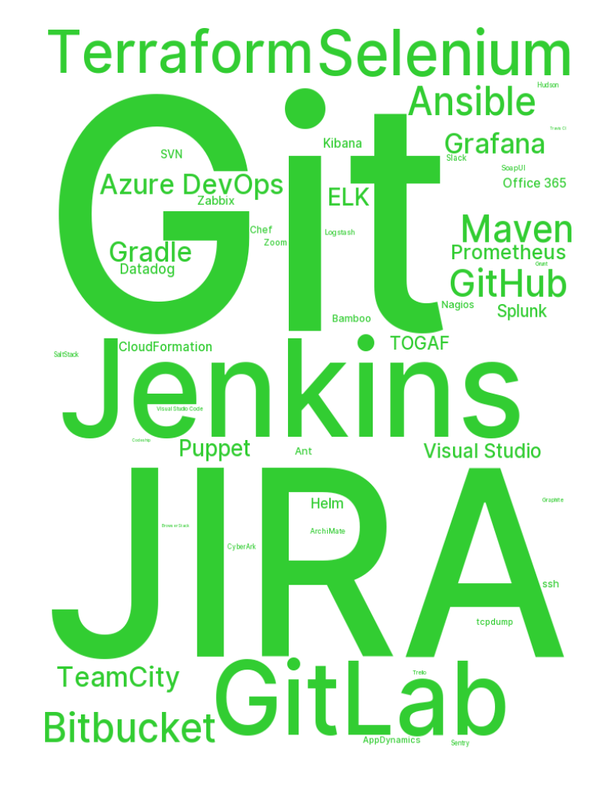 Terraform Selenium
Hudson
Ansible
Git
Kibana
Grafana
SVN
Slack
SoapUI
Azure DevOps
Office 365
Zabbix
ELK
Maven
Chef
Logstash
Zoom
Gradle
Prometheus
Datadog
GitHub
Nagios
Splunk
Bamboo
CloudFormation
TOGAF
SaltStack
Jenkins
Visual Studio Code
Puppet
Ant
Visual Studio
JIRA
Helm
Graphite
ArchiMate
CyberArk
ssh
tcpdump
TeamCity
GitLab
Trello
Bitbucket
AppDynamics
Sentry